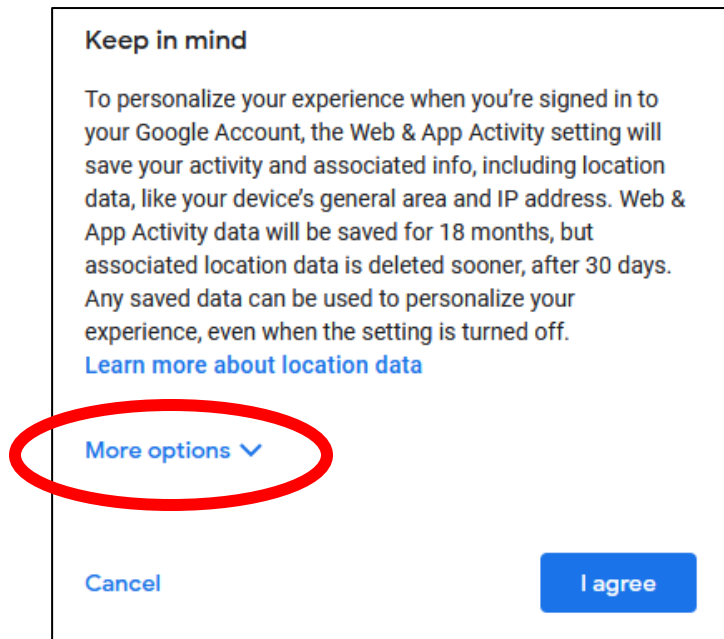 Keep in mind
To personalize your experience when you’re signed in to
your Google Account, the Web & App Activity setting will
save your activity and associated info, including location
data, like your device’s general area and IP address. Web &
App Activity data will be saved for 18 months, but
associated location data is deleted sooner, after 30 days.
Any saved data can be used to personalize your
experience, even when the setting is turned off.
Learn more about location data
More options
Cancel
I agree